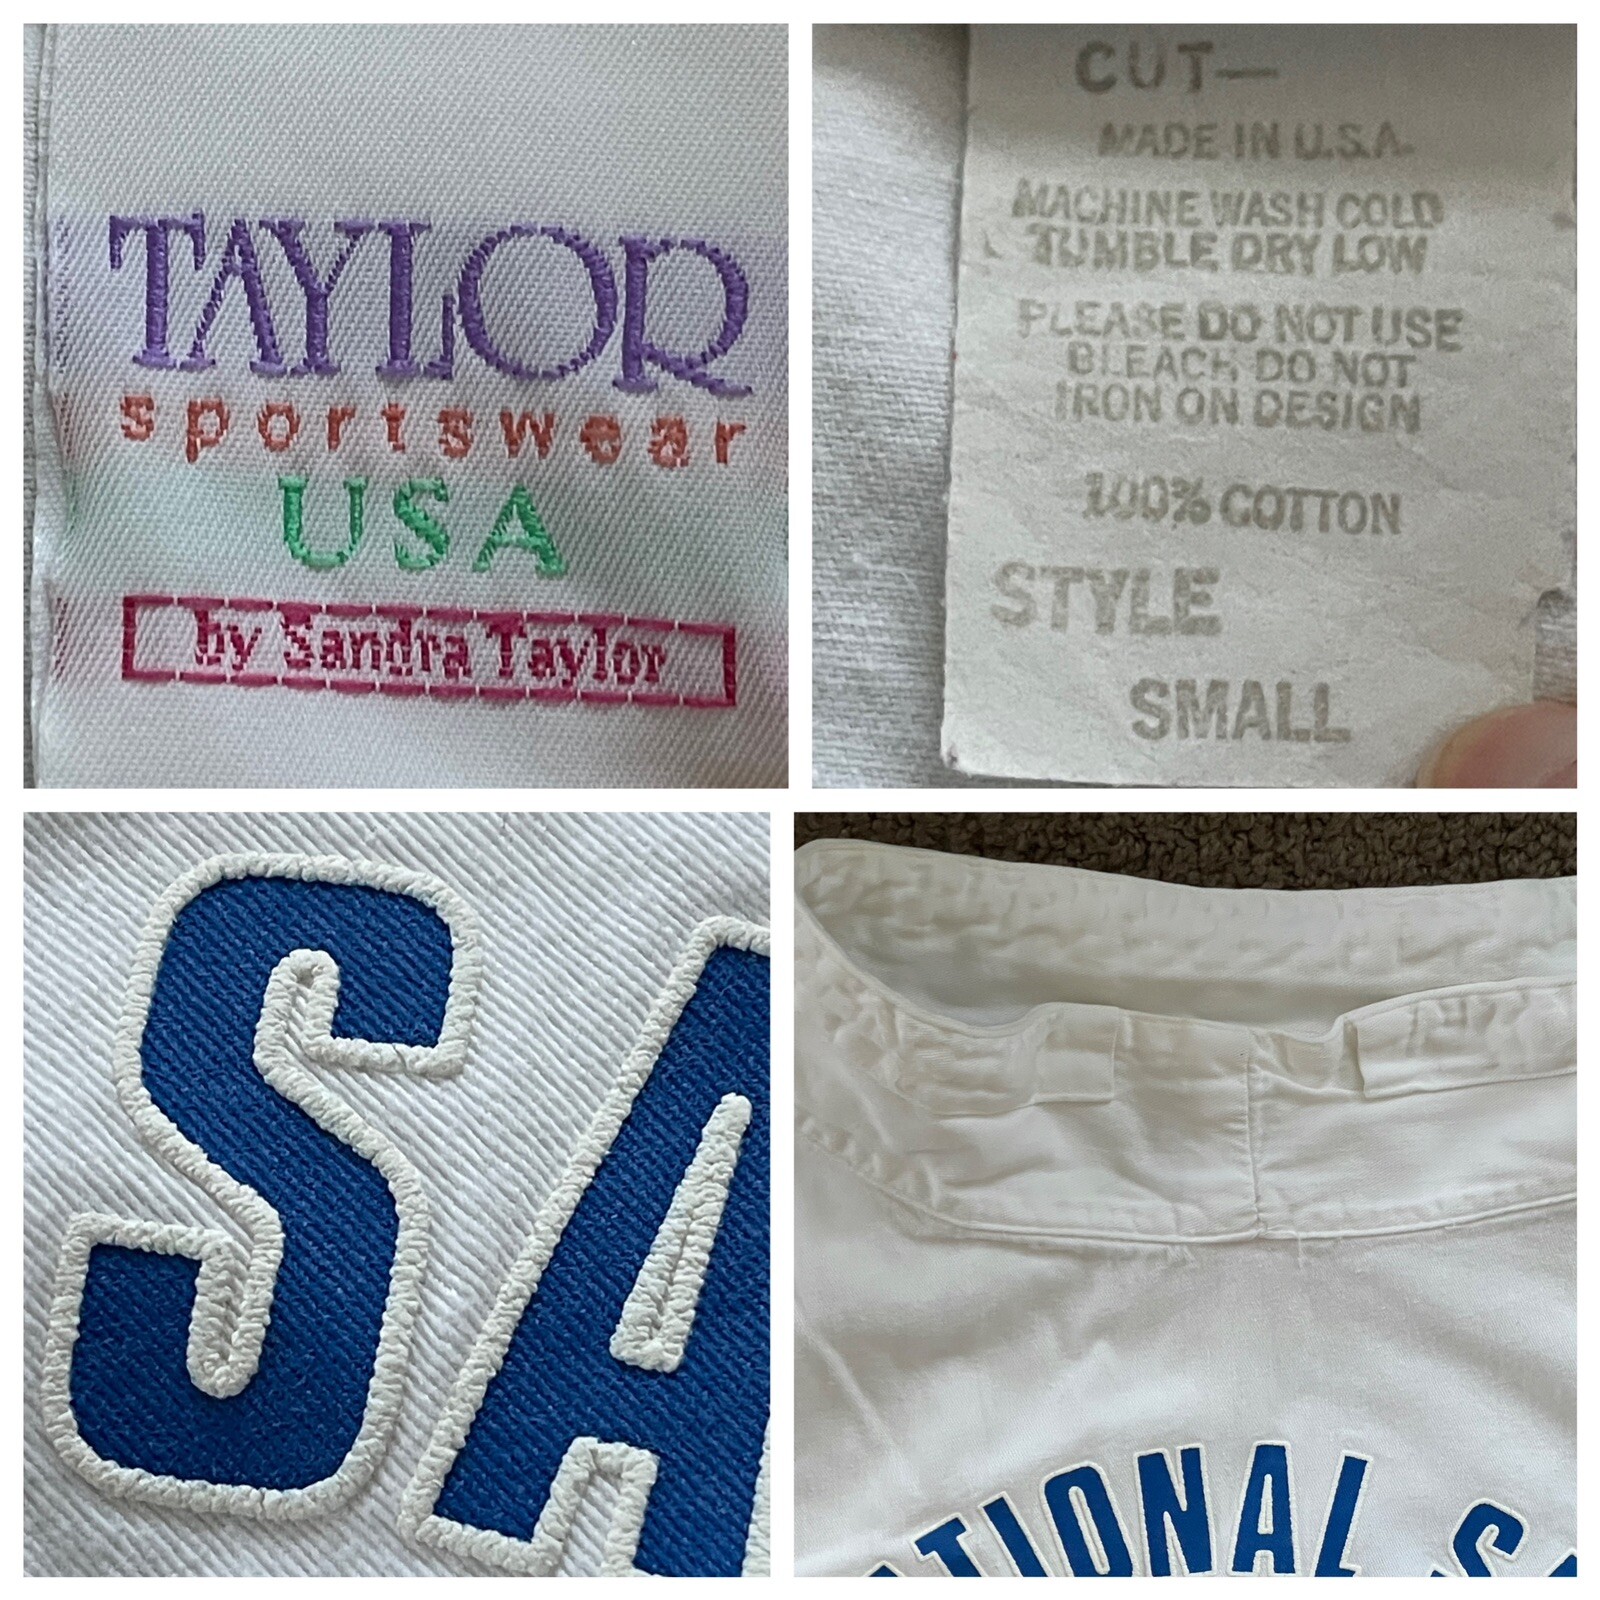 TAYLOR
sportswear
USA
by Sandra Taylor
CUT—
MADE IN U.S.A.
MACHINE WASH COLD
TUMBLE DRY LOW
PLEASE DO NOT USE
BLEACH, DO NOT
IRON ON DESIGN
100% COTTON
STYLE
SMALL
SA
TIONAL SA